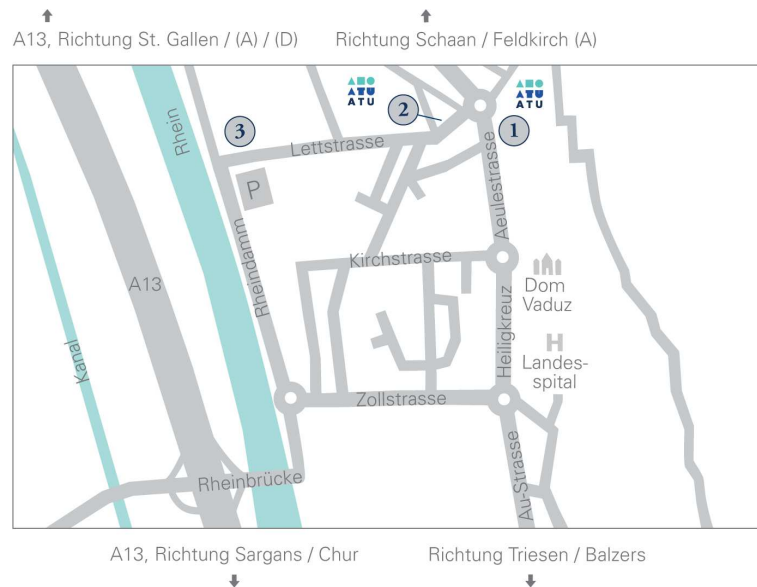 A13, Richtung St. Gallen / (A) / (D)
Richtung Schaan / Feldkirch (A)
ATU
ATU
2
1
3
Rhein
Lettstrasse
P
Aeulestrasse
Rheindamm
Kirchstrasse
A13
Dom
Vaduz
Heiligkreuz
H
Landes-
spital
Kanal
Zollstrasse
Au-Strasse
Rheinbrücke
A13, Richtung Sargans / Chur
Richtung Triesen / Balzers